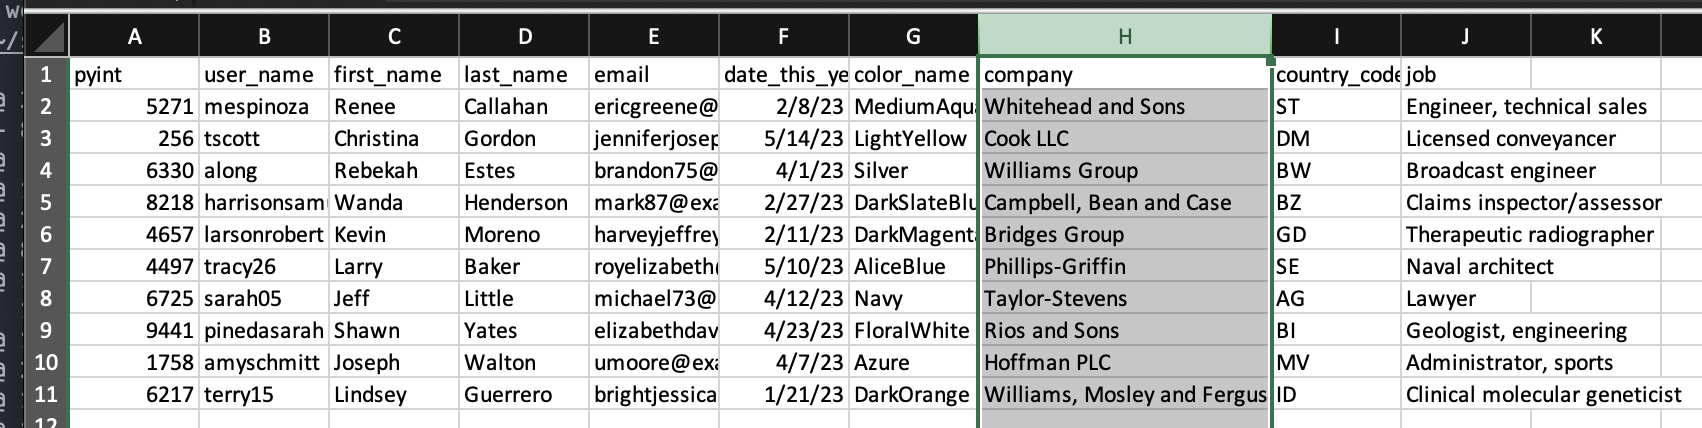 A B C D E F G H I J K
1 pyint user_name first_name last_name email date_this_ye color_name company country_code job
2 5271 mespinoza Renee Callahan ericgreene@ 2/8/23 MediumAqua Whitehead and Sons ST Engineer, technical sales
3 256 tscott Christina Gordon jenniferjosep 5/14/23 LightYellow Cook LLC DM Licensed conveyancer
4 6330 along Rebekah Estes brandon75@ 4/1/23 Silver Williams Group BW Broadcast engineer
5 8218 harrisonsam Wanda Henderson mark87@exa 2/27/23 DarkSlateBlu Campbell, Bean and Case BZ Claims inspector/assessor
6 4657 larsonrobert Kevin Moreno harveyjeffrey 2/11/23 DarkMagent Bridges Group GD Therapeutic radiographer
7 4497 tracy26 Larry Baker royelizabeth 5/10/23 AliceBlue Phillips-Griffin SE Naval architect
8 6725 sarah05 Jeff Little michael73@ 4/12/23 Navy Taylor-Stevens AG Lawyer
9 9441 pinedasarah Shawn Yates elizabethdav 4/23/23 FloralWhite Rios and Sons BI Geologist, engineering
10 1758 amyschmitt Joseph Walton umoore@exa 4/7/23 Azure Hoffman PLC MV Administrator, sports
11 6217 terry15 Lindsey Guerrero brightjessica 1/21/23 DarkOrange Williams, Mosley and Fergus ID Clinical molecular geneticist
12